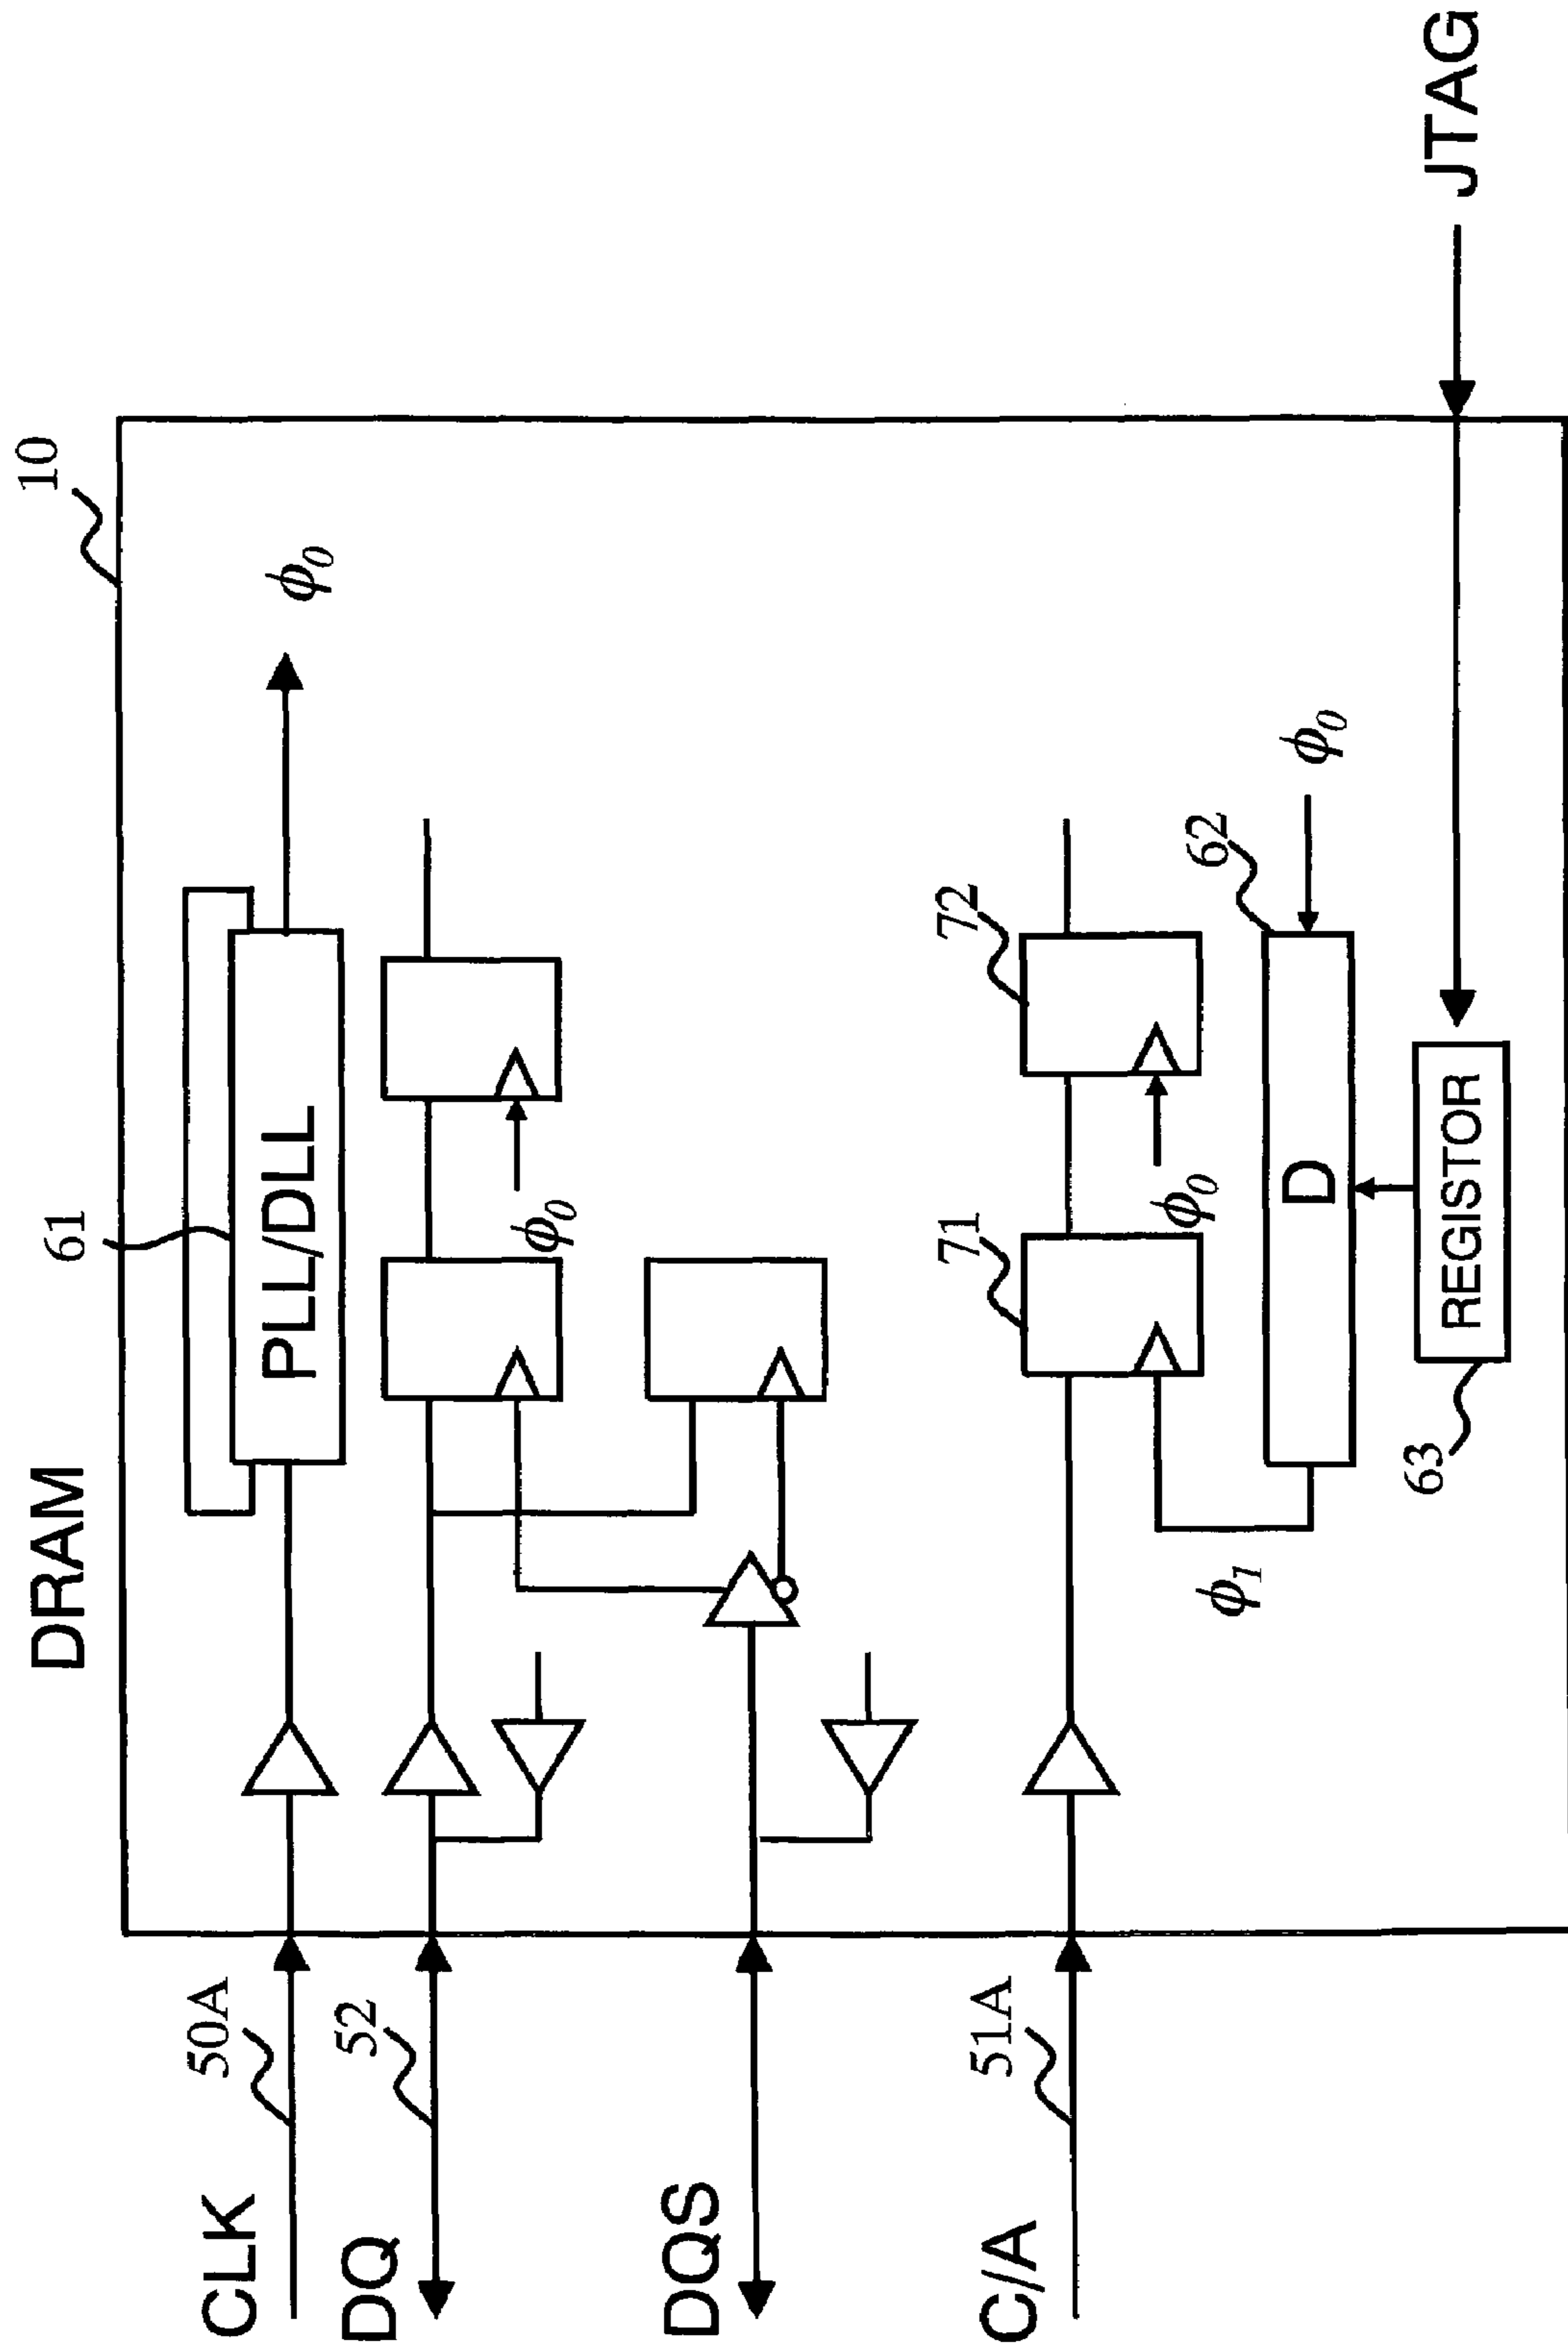 DRAM
10
61
CLK
50A
PLL/DLL
ϕ0
DQ
52
ϕ0
DQS
C/A
51A
71
72
ϕ0
ϕ1
D
62
ϕ0
63
REGISTOR
JTAG